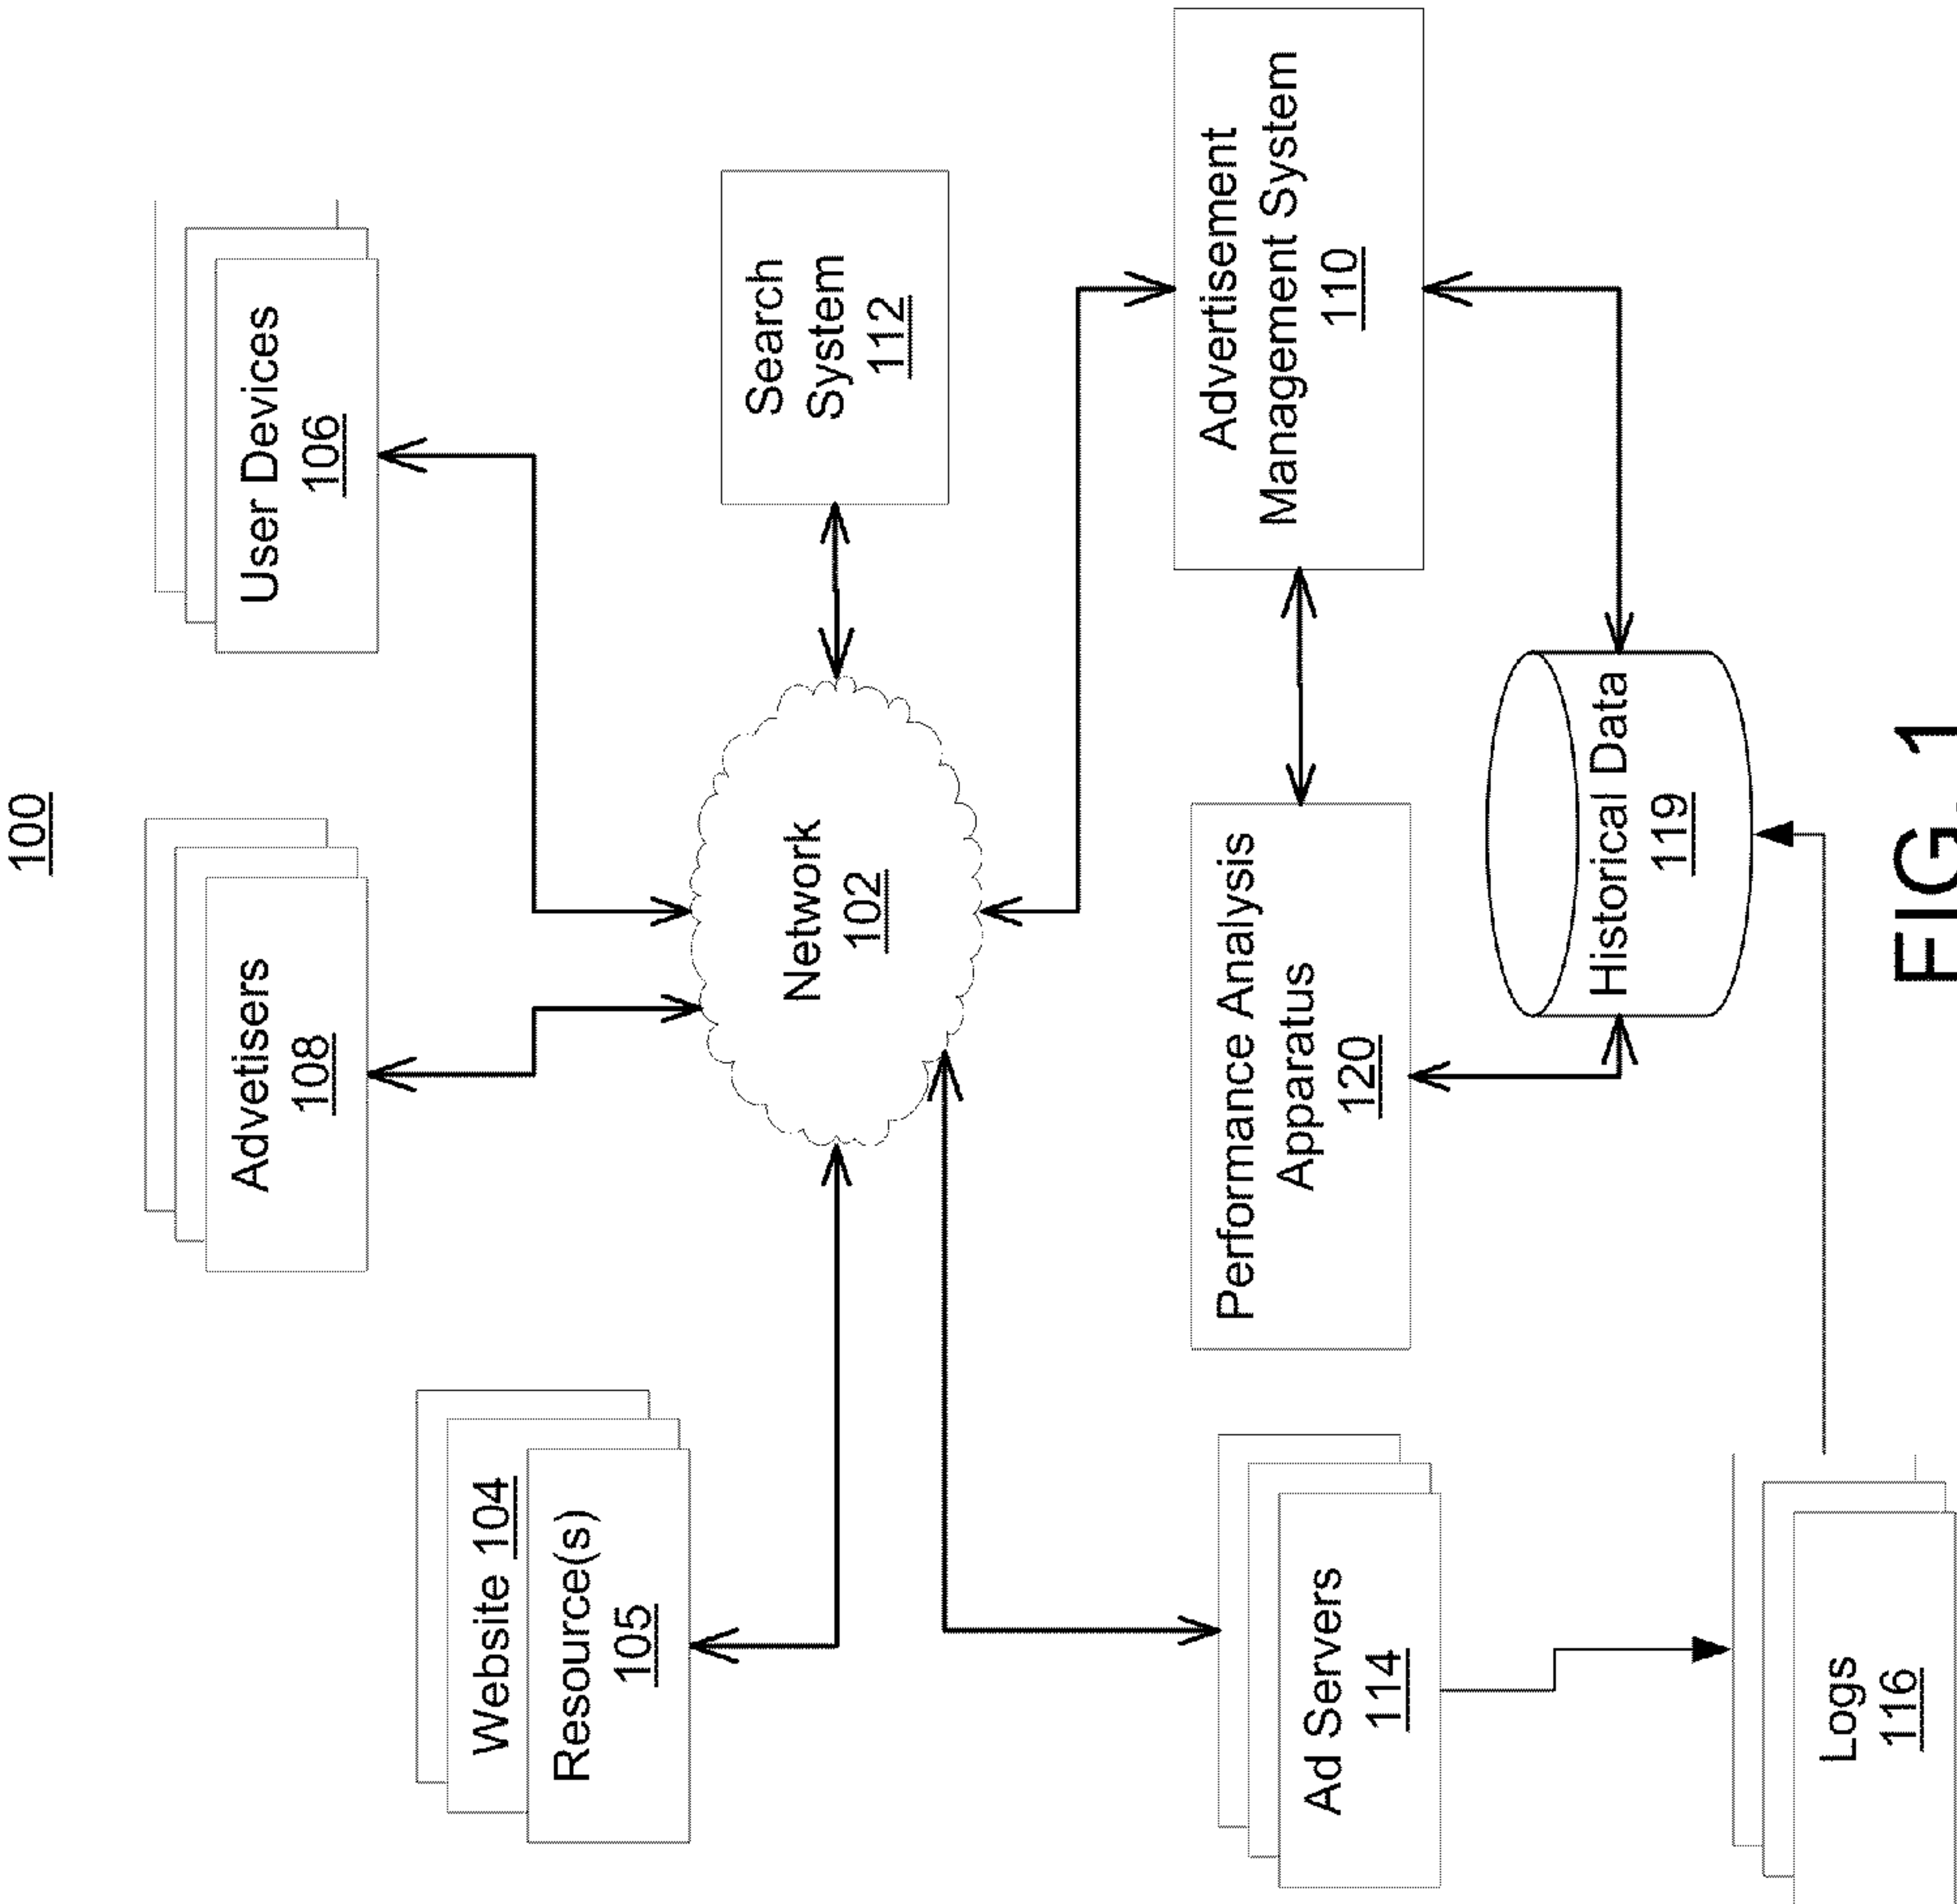 100
Website 104
Resource(s)
105
Advetisers
108
User Devices
106
Network
102
Search
System
112
Ad Servers
114
Performance Analysis
Apparatus
120
Advertisement
Management System
110
Logs
116
Historical Data
119
FIG. 1